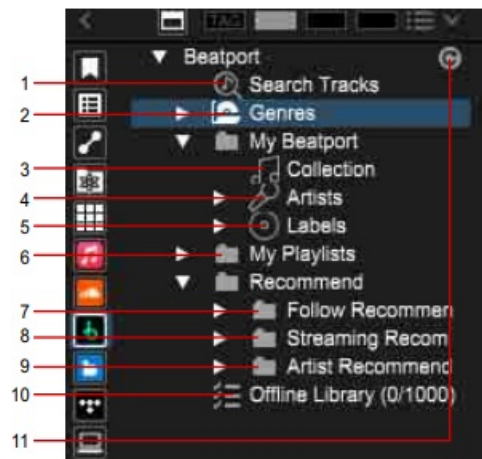 TAG
Beatport
1 Search Tracks
2 Genres
My Beatport
3 Collection
4 Artists
5 Labels
6 My Playlists
Recommend
7 Follow Recommen
8 Streaming Recom
9 Artist Recommend
10 Offline Library (0/1000)
11